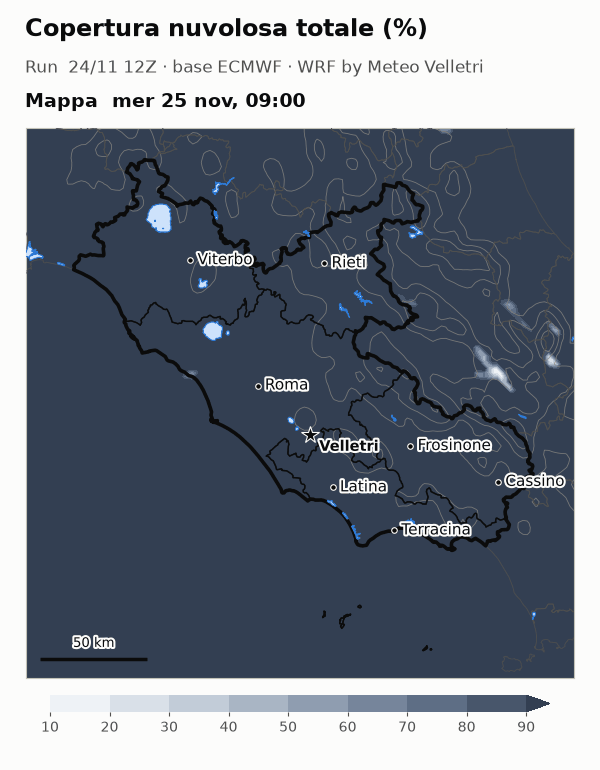 Copertura nuvolosa totale (%)
Run 24/11 12Z · base ECMWF · WRF by Meteo Velletri
Mappa mer 25 nov, 09:00
Viterbo
Rieti
Roma
Velletri
Frosinone
Latina
Cassino
Terracina
50 km
10 20 30 40 50 60 70 80 90